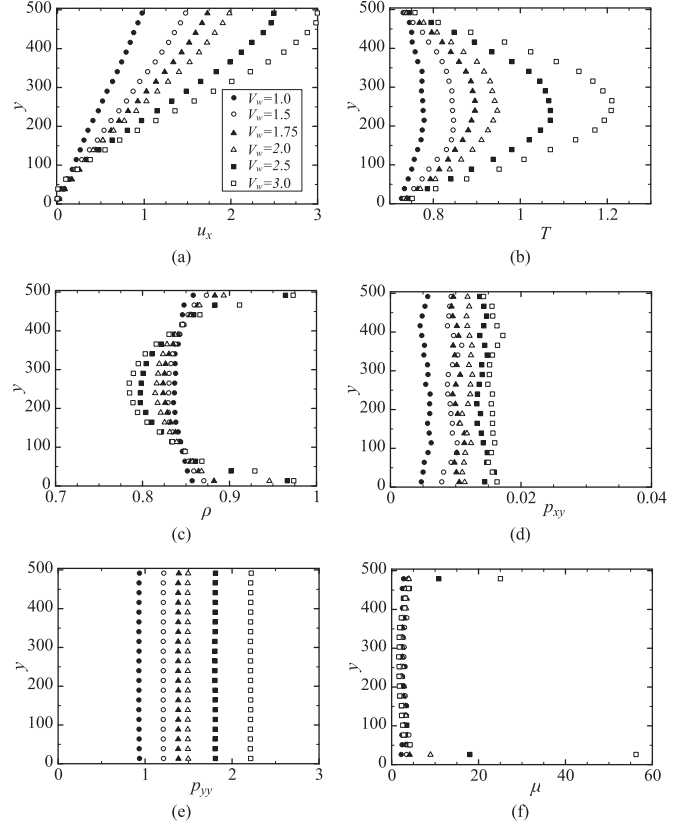 500
400
300
200
100
0
y
0
1
2
3
u_x
V_w=1.0
V_w=1.5
V_w=1.75
V_w=2.0
V_w=2.5
V_w=3.0
(a)
500
400
300
200
100
0
y
0.8
1
1.2
T
(b)
500
400
300
200
100
0
y
0.7
0.8
0.9
1
ρ
(c)
500
400
300
200
100
0
y
0
0.02
0.04
p_xy
(d)
500
400
300
200
100
0
y
0
1
2
3
p_yy
(e)
500
400
300
200
100
0
y
0
20
40
60
μ
(f)